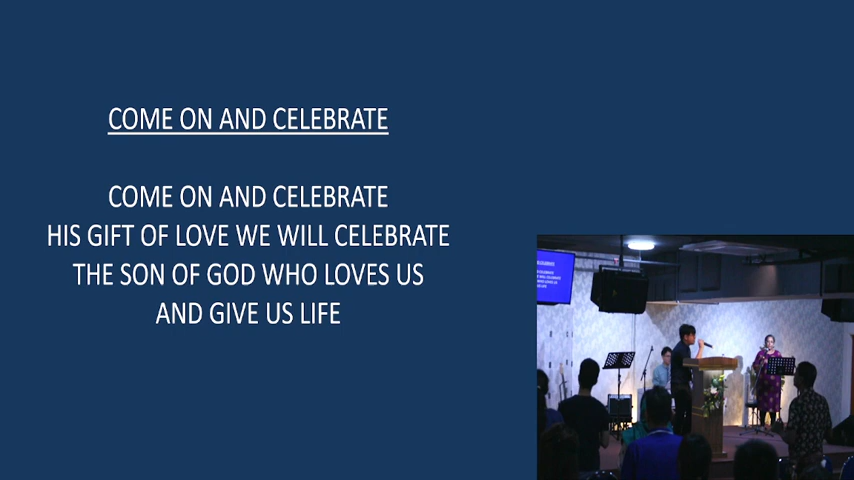 COME ON AND CELEBRATE
COME ON AND CELEBRATE
HIS GIFT OF LOVE WE WILL CELEBRATE
THE SON OF GOD WHO LOVES US
AND GIVE US LIFE